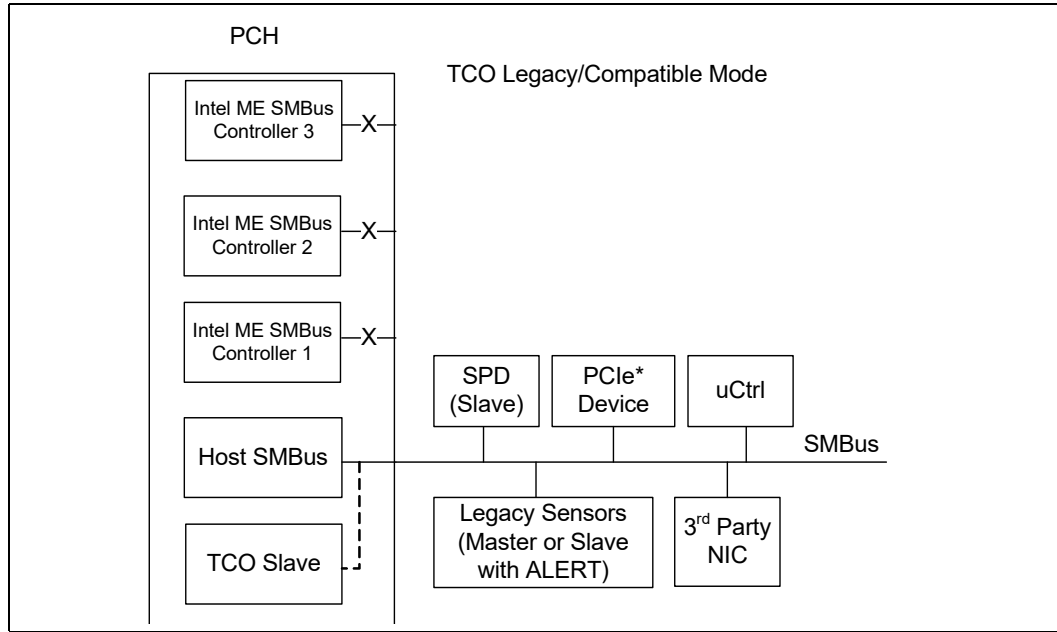 PCH
TCO Legacy/Compatible Mode
Intel ME SMBus
Controller 3
X
Intel ME SMBus
Controller 2
X
Intel ME SMBus
Controller 1
X
SPD
(Slave)
PCIe*
Device
uCtrl
Host SMBus
SMBus
TCO Slave
Legacy Sensors
(Master or Slave
with ALERT)
3rd Party
NIC